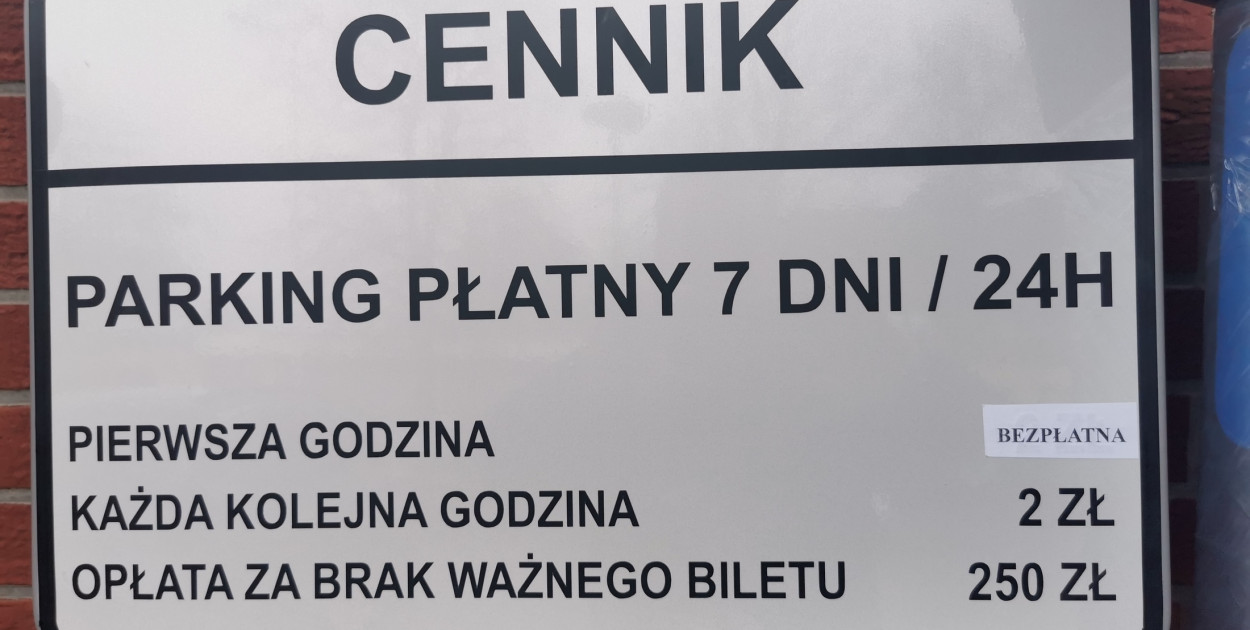 CENNIK
PARKING PŁATNY 7 DNI / 24H
PIERWSZA GODZINA BEZPŁATNA
KAŻDA KOLEJNA GODZINA 2 ZŁ
OPŁATA ZA BRAK WAŻNEGO BILETU 250 ZŁ